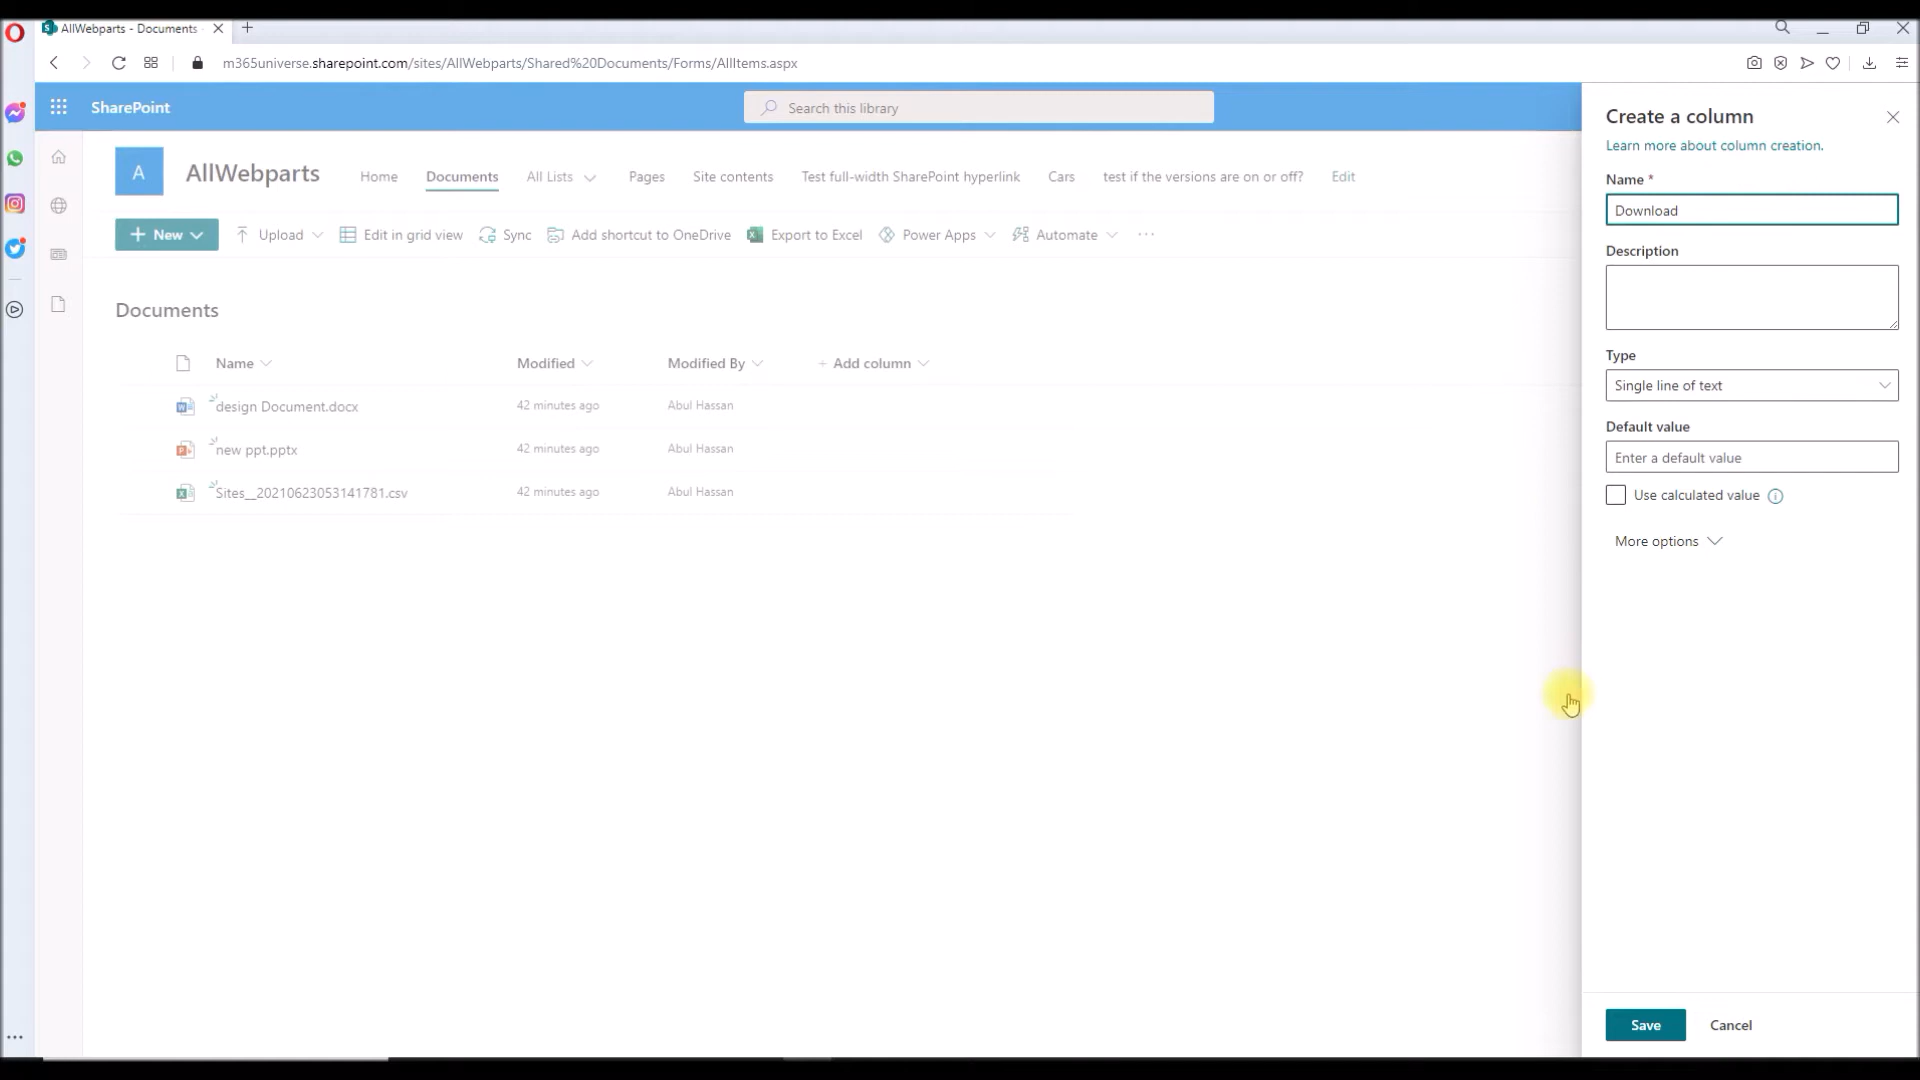 AllWebparts - Documents
m365universe.sharepoint.com/sites/AllWebparts/Shared%20Documents/Forms/AllItems.aspx
SharePoint
Search this library
A
AllWebparts
Home
Documents
All Lists
Pages
Site contents
Test full-width SharePoint hyperlink
Cars
test if the versions are on or off?
Edit
+ New
Upload
Edit in grid view
Sync
Add shortcut to OneDrive
Export to Excel
Power Apps
Automate
...
Documents
Name
Modified
Modified By
+ Add column
design Document.docx
42 minutes ago
Abul Hassan
new ppt.pptx
42 minutes ago
Abul Hassan
Sites__20210623053141781.csv
42 minutes ago
Abul Hassan
Create a column
Learn more about column creation.
Name *
Download
Description
Type
Single line of text
Default value
Enter a default value
Use calculated value
More options
Save
Cancel